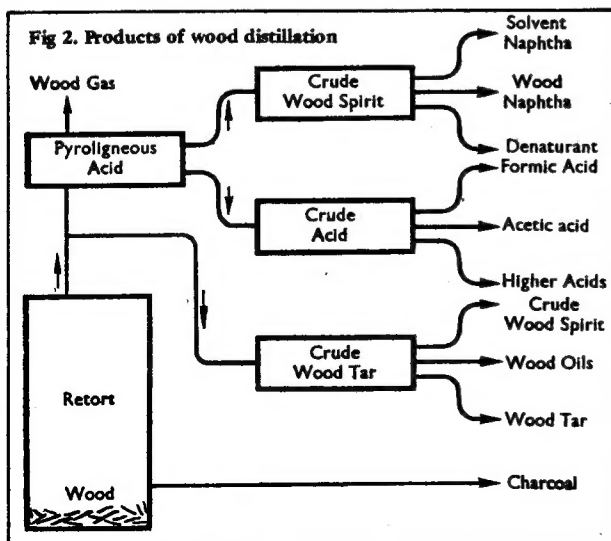 Fig 2. Products of wood distillation
Wood Gas
Pyroligneous
Acid
Crude
Wood Spirit
Solvent
Naphtha
Wood
Naphtha
Denaturant
Crude
Acid
Formic Acid
Acetic acid
Higher Acids
Crude
Wood Tar
Crude
Wood Spirit
Wood Oils
Wood Tar
Retort
Wood
Charcoal